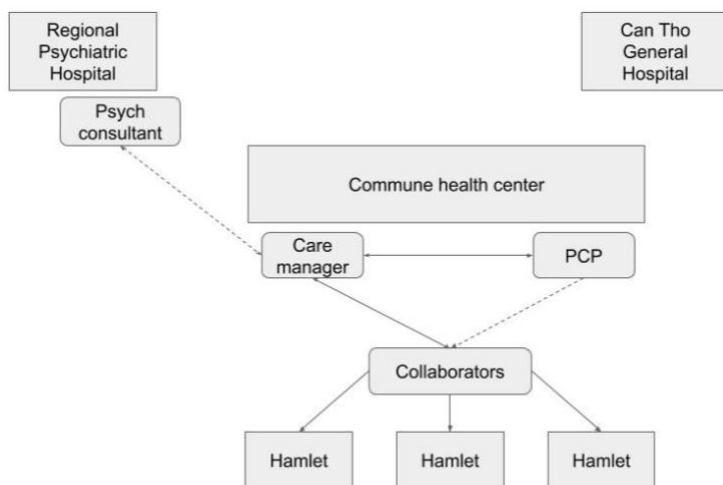 Regional
Psychiatric
Hospital
Can Tho
General
Hospital
Psych
consultant
Commune health center
Care
manager
PCP
Collaborators
Hamlet
Hamlet
Hamlet